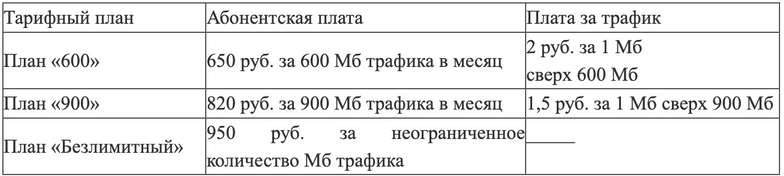 Тарифный план Абонентская плата Плата за трафик
План «600» 650 руб. за 600 Мб трафика в месяц 2 руб. за 1 Мб
сверх 600 Мб
План «900» 820 руб. за 900 Мб трафика в месяц 1,5 руб. за 1 Мб сверх 900 Мб
План «Безлимитный» 950 руб. за неограниченное
количество Мб трафика ______